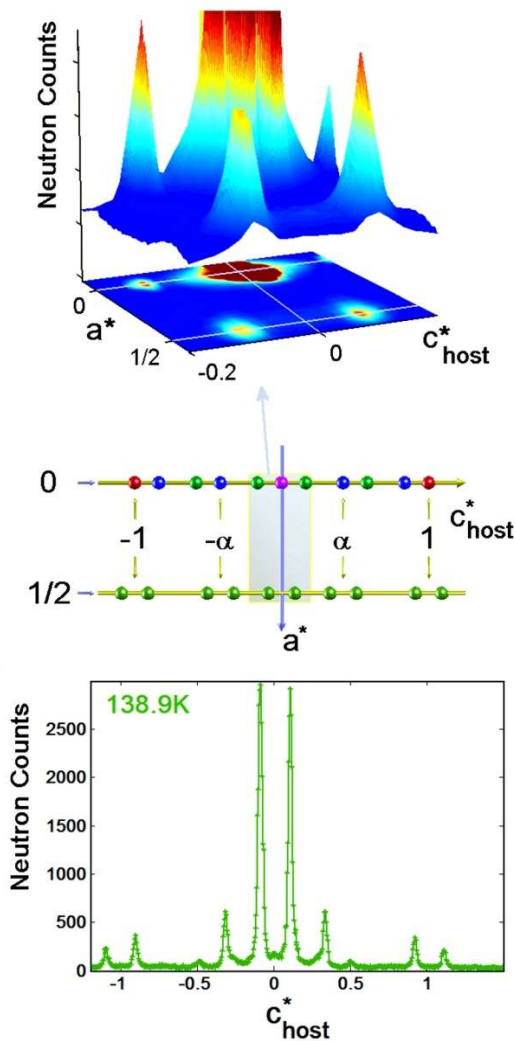 Neutron Counts
0
a*
1/2
-0.2
0
C*host
0
C*host
-1
-α
α
1
1/2
a*
138.9K
Neutron Counts
2500
2000
1500
1000
500
0
-1
-0.5
0
0.5
1
C*host